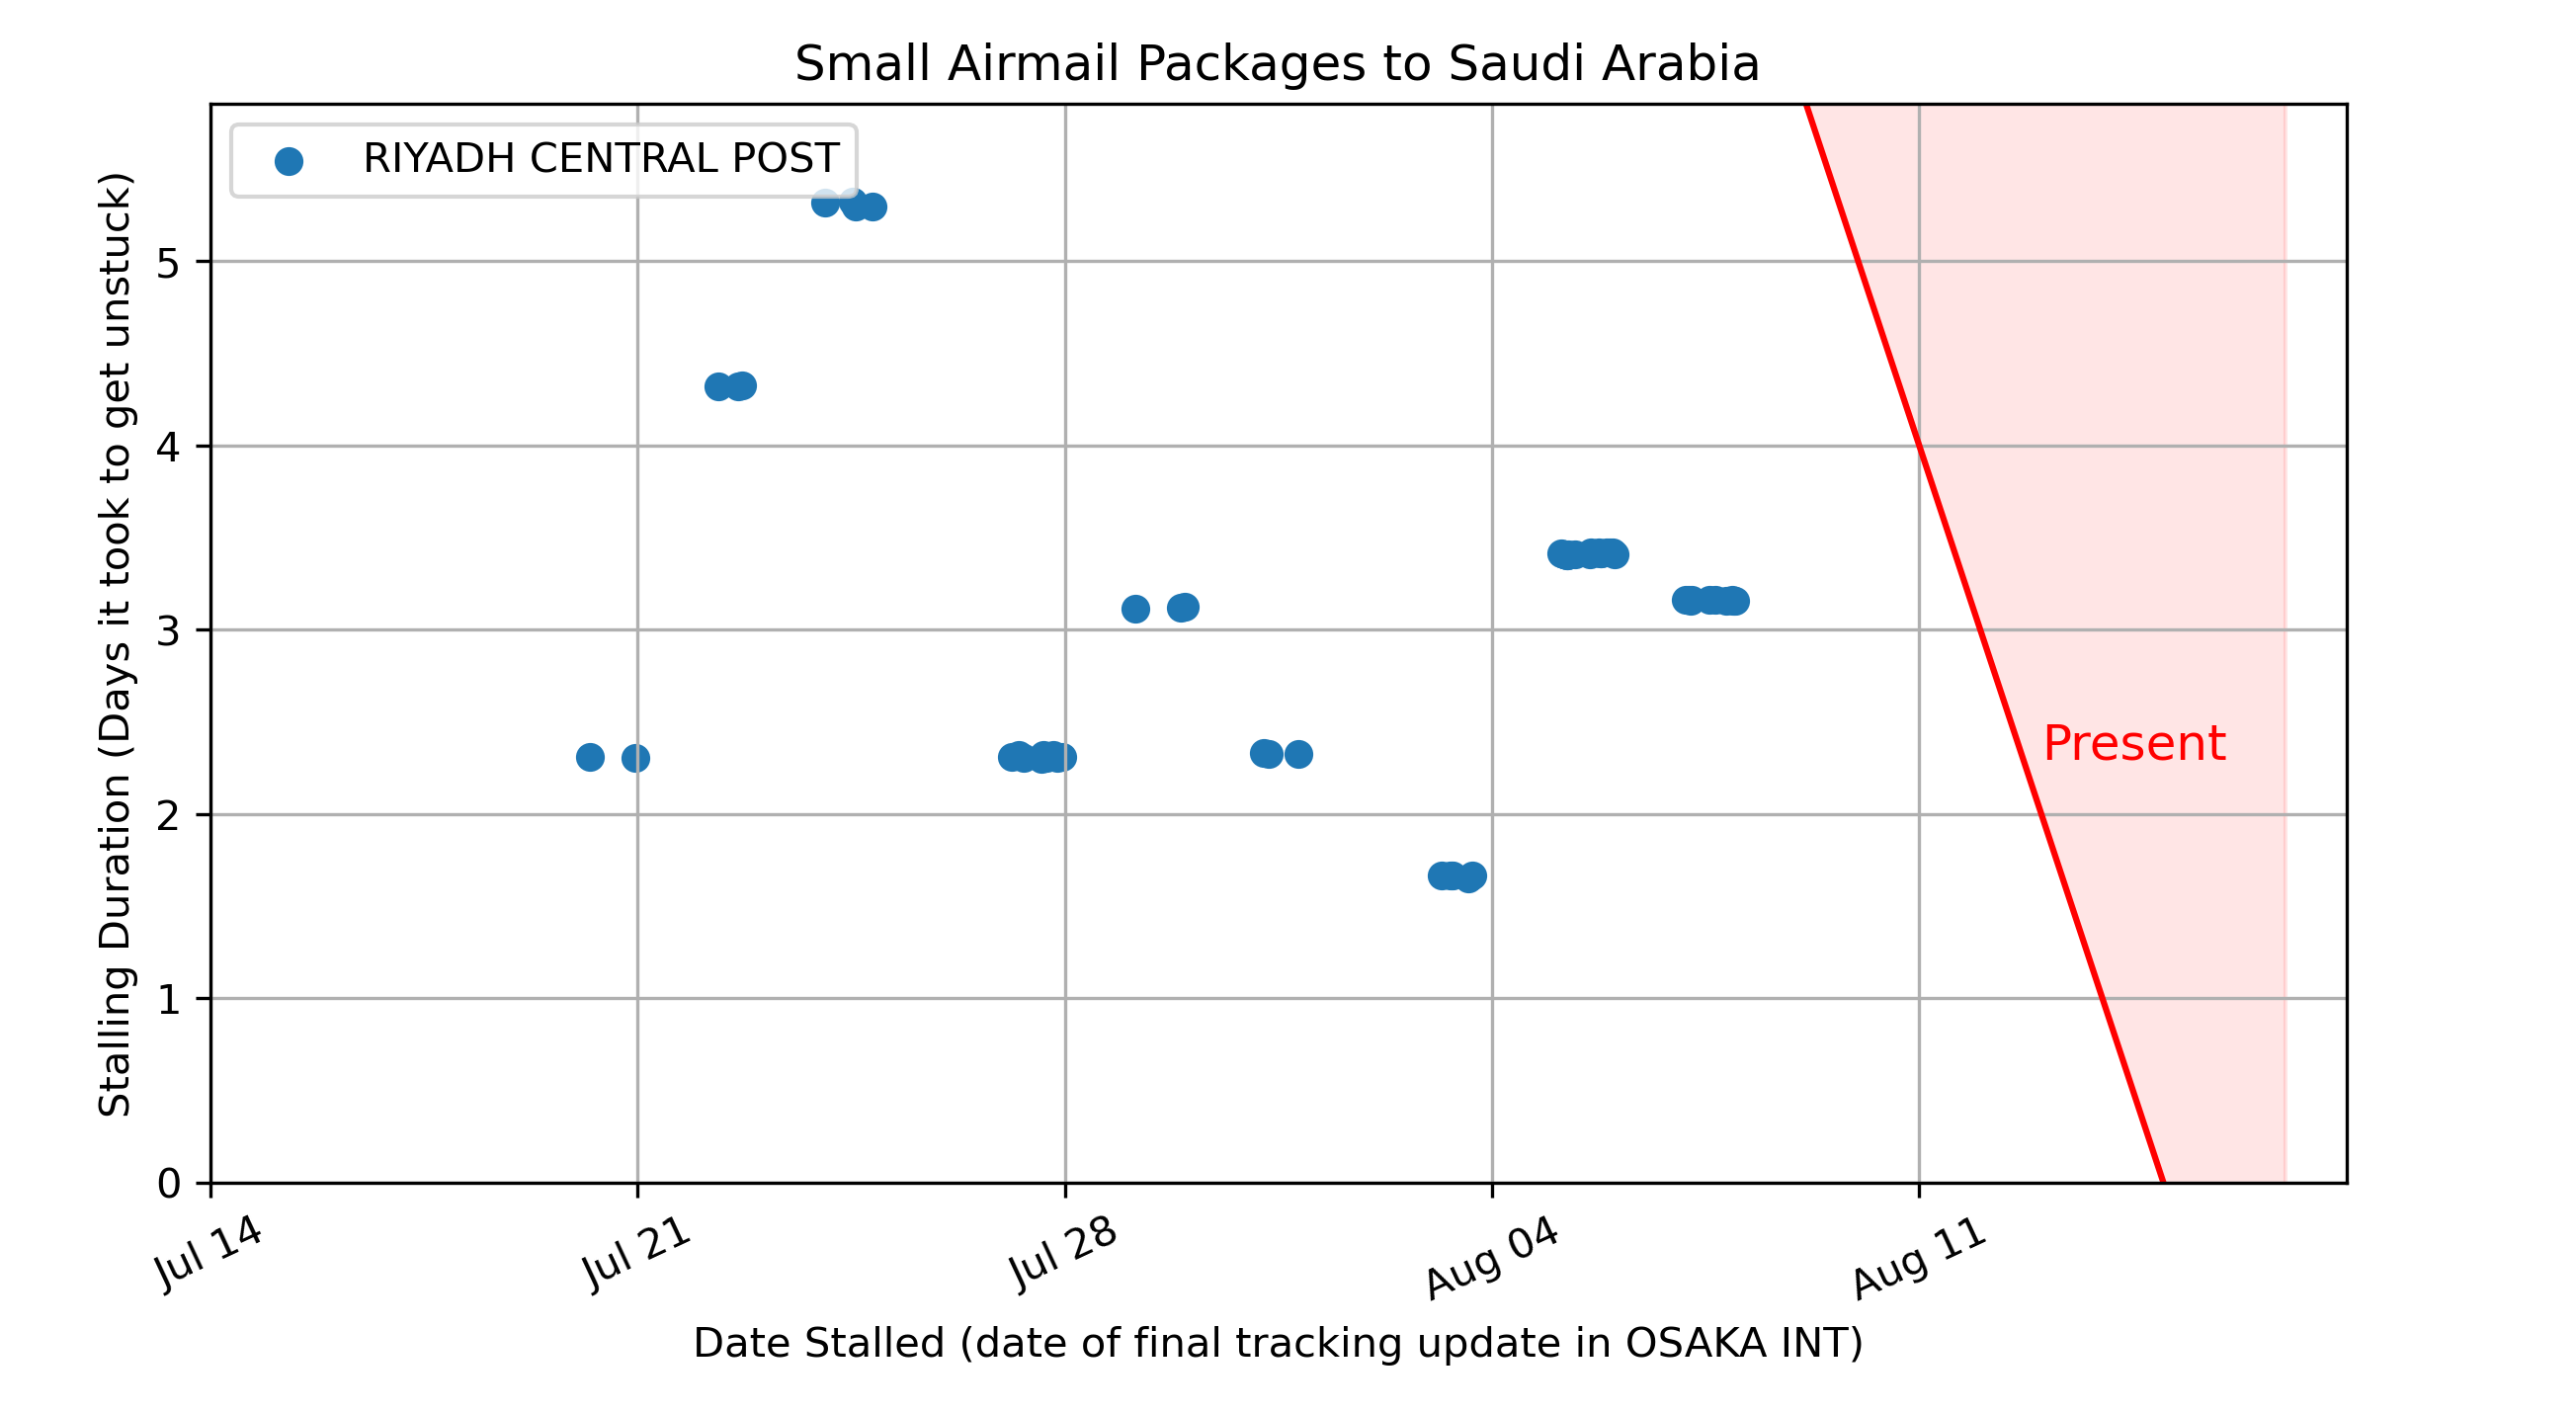 Small Airmail Packages to Saudi Arabia
RIYADH CENTRAL POST
Stalling Duration (Days it took to get unstuck)
5
4
3
2
1
0
Present
Jul 14
Jul 21
Jul 28
Aug 04
Aug 11
Date Stalled (date of final tracking update in OSAKA INT)